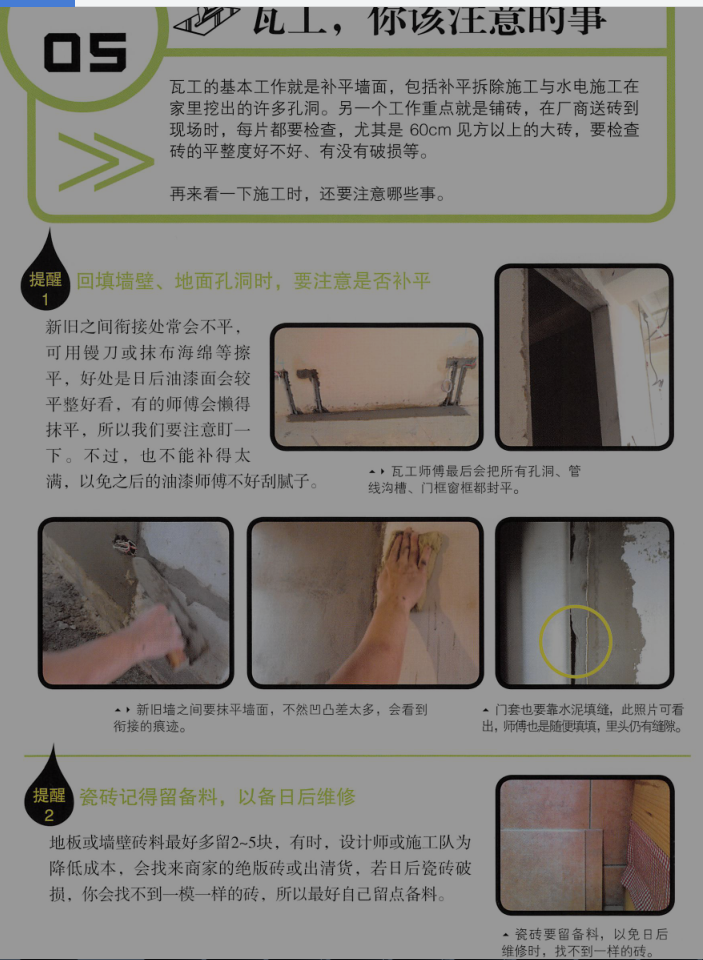 05
瓦工，你该注意的事
瓦工的基本工作就是补平墙面，包括补平拆除施工与水电施工在
家里挖出的许多孔洞。另一个工作重点就是铺砖，在厂商送砖到
现场时，每片都要检查，尤其是 60cm 见方以上的大砖，要检查
砖的平整度好不好、有没有破损等。
再来看一下施工时，还要注意哪些事。
提醒
1
回填墙壁、地面孔洞时，要注意是否补平
新旧之间衔接处常会不平，
可用镘刀或抹布海绵等擦
平，好处是日后油漆面会较
平整好看，有的师傅会懒得
抹平，所以我们要注意盯一
下。不过，也不能补得太
满，以免之后的油漆师傅不好刮腻子。
瓦工师傅最后会把所有孔洞、管
线沟槽、门框窗框都封平。
新旧墙之间要抹平墙面，不然凹凸差太多，会看到
衔接的痕迹。
门套也要靠水泥填缝，此照片可看
出，师傅也是随便填填，里头仍有缝隙。
提醒
2
瓷砖记得留备料，以备日后维修
地板或墙壁砖料最好多留2~5块，有时，设计师或施工队为
降低成本，会找来商家的绝版砖或出清货，若日后瓷砖破
损，你会找不到一模一样的砖，所以最好自己留点备料。
瓷砖要留备料，以免日后
维修时，找不到一样的砖。